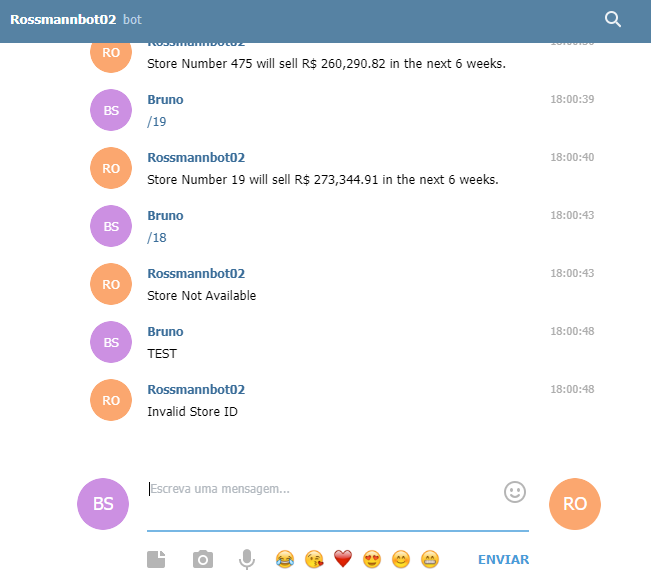 Rossmannbot02 bot
Rossmannbot02
RO
Store Number 475 will sell R$ 260,290.82 in the next 6 weeks.
Bruno 18:00:39
BS
/19
Rossmannbot02 18:00:40
RO
Store Number 19 will sell R$ 273,344.91 in the next 6 weeks.
Bruno 18:00:43
BS
/18
Rossmannbot02 18:00:43
RO
Store Not Available
Bruno 18:00:48
BS
TEST
Rossmannbot02 18:00:48
RO
Invalid Store ID
Escreva uma mensagem...
BS
RO
ENVIAR